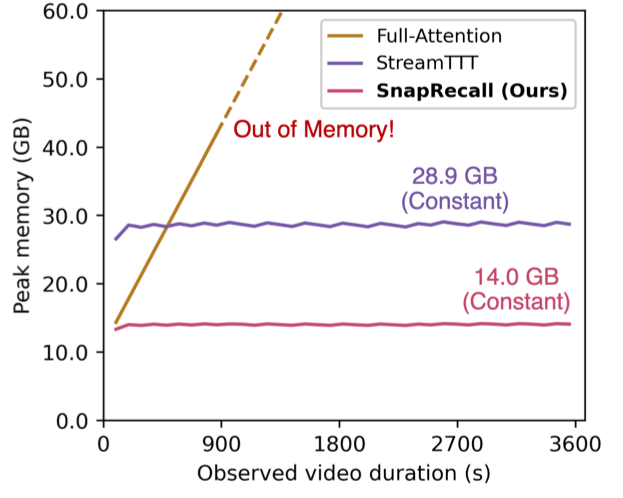 60.0
50.0
40.0
30.0
20.0
10.0
0.0
Peak memory (GB)
Full-Attention
StreamTTT
SnapRecall (Ours)
Out of Memory!
28.9 GB
(Constant)
14.0 GB
(Constant)
0 900 1800 2700 3600
Observed video duration (s)